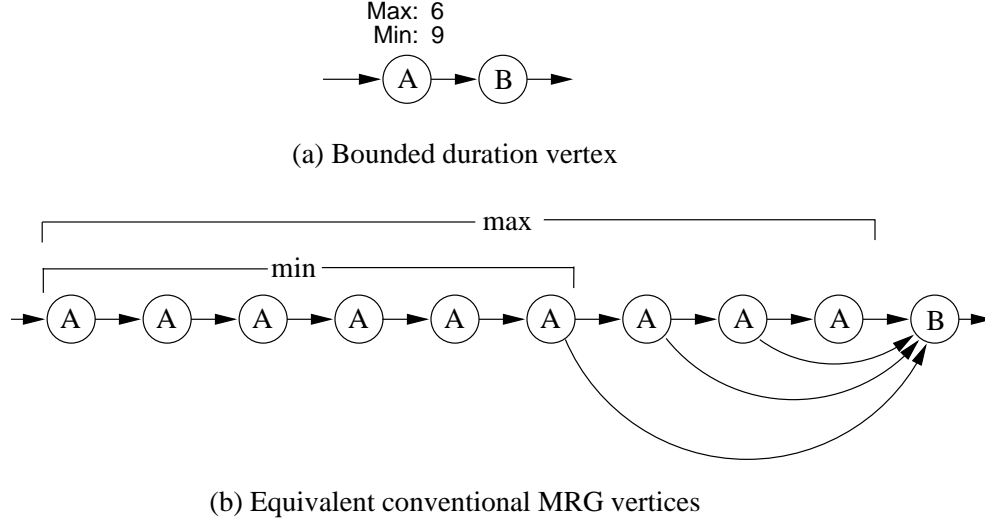 Max: 6
Min: 9
A B
(a) Bounded duration vertex
max
min
A A A A A A A A A B
(b) Equivalent conventional MRG vertices